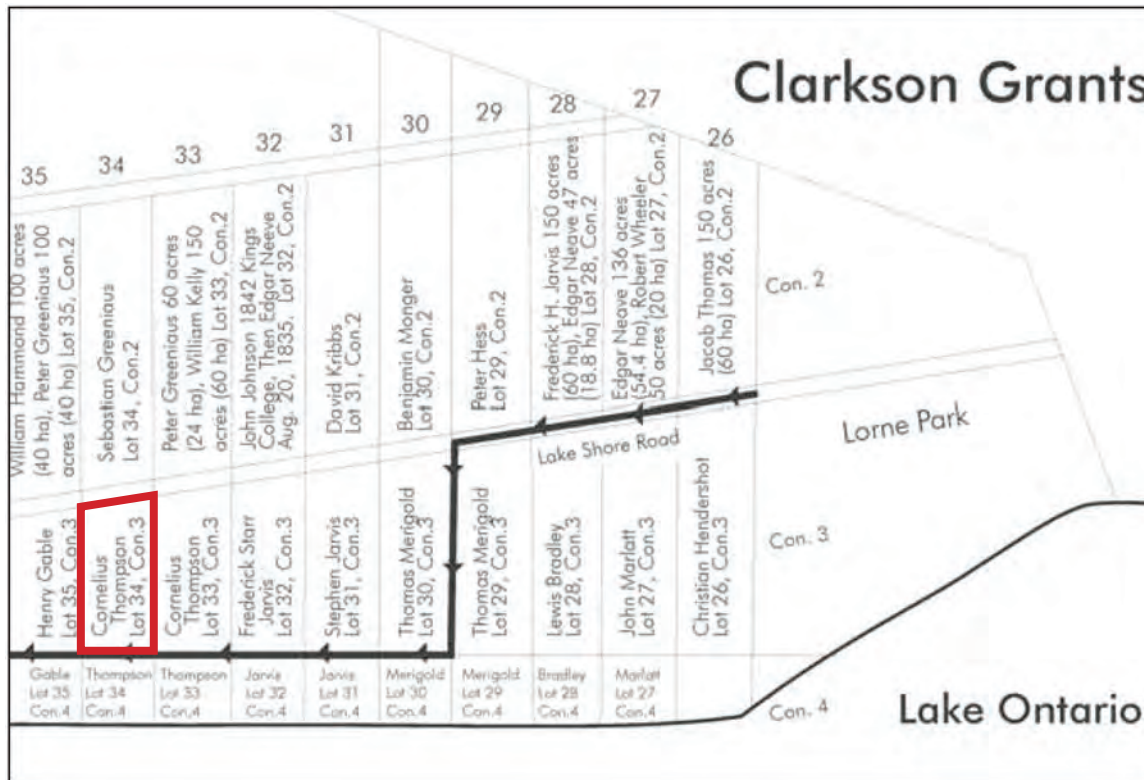 Clarkson Grants
35
34
33
32
31
30
29
28
27
26
William Hammond 100 acres
(40 ha), Peter Greeniaus 100
acres (40 ha) Lot 35, Con.2
Sebastian Greniaus
Lot 34, Con.2
Peter Greeniaus 60 acres
(24 ha), William Kelly 150
acres (60 ha) Lot 33, Con.2
John Johnson 1842 Kings
College, Then Edgar Neeve
Aug. 20, 1835. Lot 32, Con.2
David Kribbs
Lot 31, Con.2
Benjamin Monger
Lot 30, Con.2
Peter Hess
Lot 29, Con.2
Frederick H. Jarvis 150 acres
(60 ha), Edgar Neave 47 acres
(18.8 ha) Lot 28, Con.2
Edgar Neave 136 acres
(54.4 ha), Robert Wheeler
50 acres (20 ha) Lot 27, Con.2
Jacob Thomas 150 acres
(60 ha) Lot 26, Con.2
Con. 2
Lake Shore Road
Lorne Park
Henry Gable
Lot 35, Con.3
Cornelius
Thompson
Lot 34, Con.3
Cornelius
Thompson
Lot 33, Con.3
Frederick Starr
Jarvis
Lot 32, Con.3
Stephen Jarvis
Lot 31, Con.3
Thomas Merigold
Lot 30, Con.3
Thomas Merigold
Lot 29, Con.3
Lewis Bradley
Lot 28, Con.3
John Marlatt
Lot 27, Con.3
Christian Hendershot
Lot 26, Con.3
Con. 3
Gable
Lot 35
Con.4
Thompson
Lot 34
Con.4
Thompson
Lot 33
Con.4
Jarvis
Lot 32
Con.4
Jarvis
Lot 31
Con.4
Merigold
Lot 30
Con.4
Merigold
Lot 29
Con.4
Bradley
Lot 28
Con.4
Marlatt
Lot 27
Con.4
Con. 4
Lake Ontario